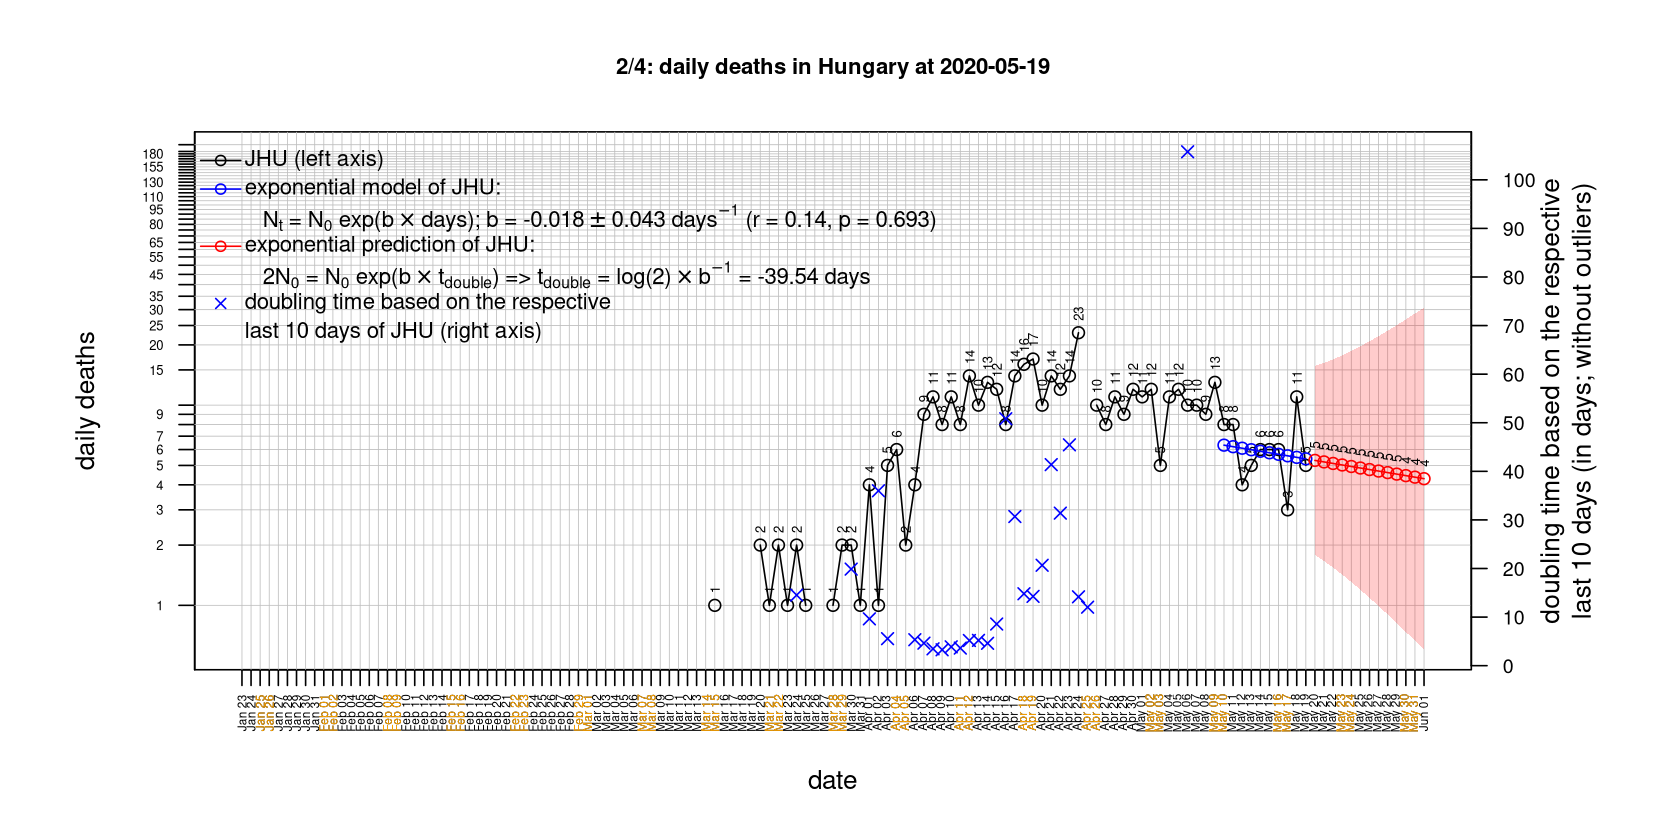 2/4: daily deaths in Hungary at 2020-05-19
JHU (left axis)
exponential model of JHU:
Nt = N0 exp(b × days); b = -0.018 ± 0.043 days−1 (r = 0.14, p = 0.693)
exponential prediction of JHU:
2N0 = N0 exp(b × tdouble) => tdouble = log(2) × b−1 = -39.54 days
doubling time based on the respective
last 10 days of JHU (right axis)
daily deaths
180
155
130
110
95
80
65
55
45
35
30
25
20
15
9
7
6
5
4
3
2
1
1 2 1 2 1 2 1 1 2 2 1 4 1 5 6 2 4 9 11 8 11 8 14 10 13 12 8 14 16 17 10 14 12 14 23 10 8 11 9 12 11 12 5 11 12 10 10 9 13 8 8 4 5 6 6 6 3 11 5 5 5 5 5 5 5 5 5 5 5 4 4 4
100
90
80
70
60
50
40
30
20
10
0
doubling time based on the respective
last 10 days (in days; without outliers)
Jan 23 Jan 24 Jan 25 Jan 26 Jan 27 Jan 28 Jan 29 Jan 30 Jan 31 Feb 01 Feb 02 Feb 03 Feb 04 Feb 05 Feb 06 Feb 07 Feb 08 Feb 09 Feb 10 Feb 11 Feb 12 Feb 13 Feb 14 Feb 15 Feb 16 Feb 17 Feb 18 Feb 19 Feb 20 Feb 21 Feb 22 Feb 23 Feb 24 Feb 25 Feb 26 Feb 27 Feb 28 Feb 29 Mar 01 Mar 02 Mar 03 Mar 04 Mar 05 Mar 06 Mar 07 Mar 08 Mar 09 Mar 10 Mar 11 Mar 12 Mar 13 Mar 14 Mar 15 Mar 16 Mar 17 Mar 18 Mar 19 Mar 20 Mar 21 Mar 22 Mar 23 Mar 24 Mar 25 Mar 26 Mar 27 Mar 28 Mar 29 Mar 30 Mar 31 Apr 01 Apr 02 Apr 03 Apr 04 Apr 05 Apr 06 Apr 07 Apr 08 Apr 09 Apr 10 Apr 11 Apr 12 Apr 13 Apr 14 Apr 15 Apr 16 Apr 17 Apr 18 Apr 19 Apr 20 Apr 21 Apr 22 Apr 23 Apr 24 Apr 25 Apr 26 Apr 27 Apr 28 Apr 29 Apr 30 May 01 May 02 May 03 May 04 May 05 May 06 May 07 May 08 May 09 May 10 May 11 May 12 May 13 May 14 May 15 May 16 May 17 May 18 May 19 May 20 May 21 May 22 May 23 May 24 May 25 May 26 May 27 May 28 May 29 May 30 May 31 Jun 01
date